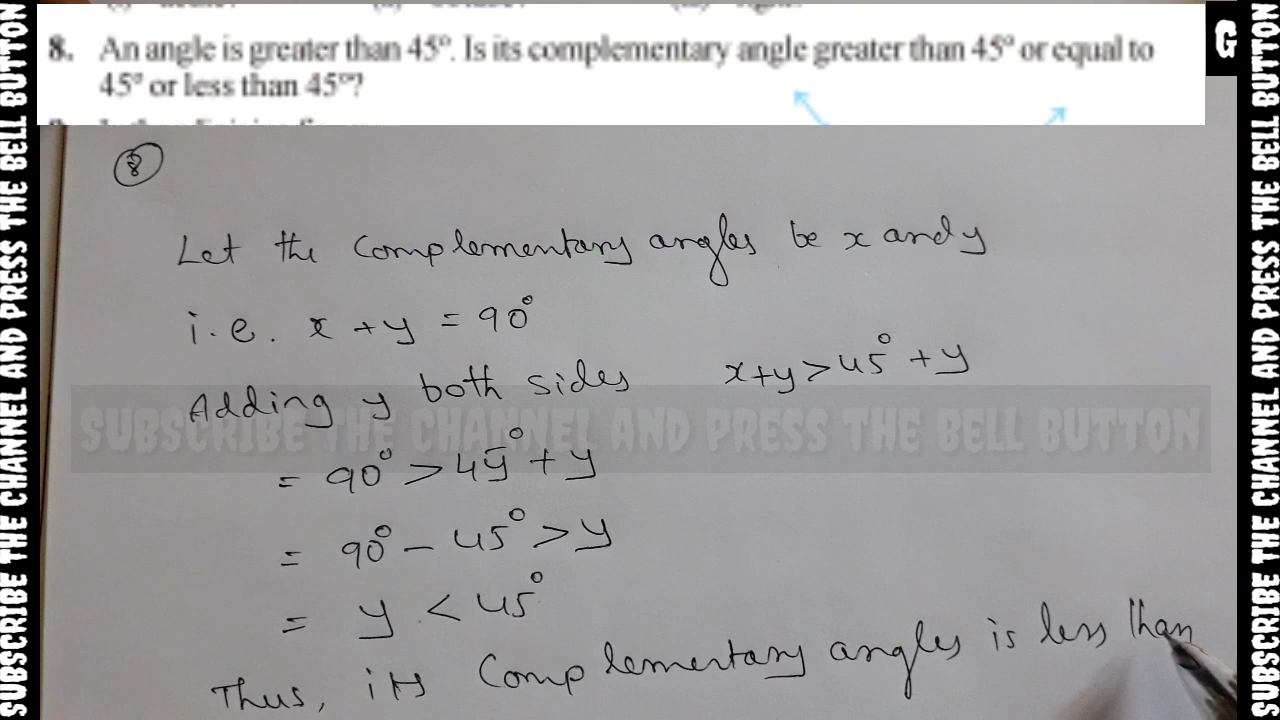 8. An angle is greater than 45°. Is its complementary angle greater than 45° or equal to
45° or less than 45°?
G
8
Let the complementary angles be x and y
i.e. x + y = 90°
Adding y both sides x+y > 45° + y
SUBSCRIBE THE CHANNEL AND PRESS THE BELL BUTTON
= 90° > 45° + y
= 90° - 45° > y
= y < 45°
Thus, its Complementary angles is less than
SUBSCRIBE THE CHANNEL AND PRESS THE BELL BUTTON
SUBSCRIBE THE CHANNEL AND PRESS THE BELL BUTTON